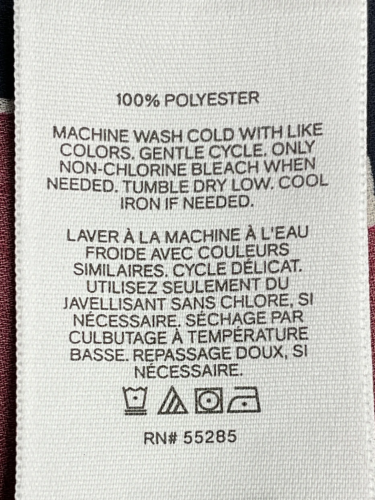 100% POLYESTER
MACHINE WASH COLD WITH LIKE
COLORS. GENTLE CYCLE. ONLY
NON-CHLORINE BLEACH WHEN
NEEDED. TUMBLE DRY LOW. COOL
IRON IF NEEDED.
LAVER À LA MACHINE À L'EAU
FROIDE AVEC COULEURS
SIMILAIRES. CYCLE DÉLICAT.
UTILISEZ SEULEMENT DU
JAVELLISANT SANS CHLORE, SI
NÉCESSAIRE. SÉCHAGE PAR
CULBUTAGE À TEMPÉRATURE
BASSE. REPASSAGE DOUX, SI
NÉCESSAIRE.
RN# 55285